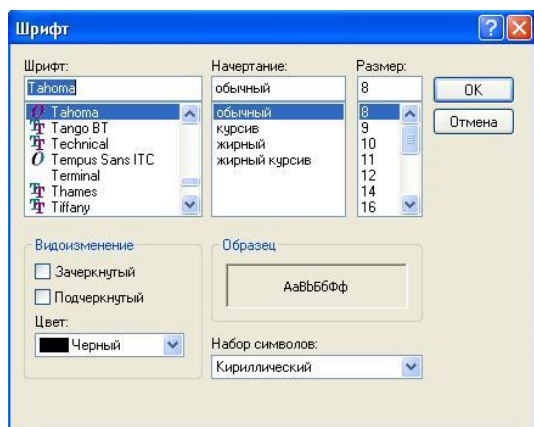 Шрифт
Шрифт:
Tahoma
Tahoma
Tango BT
Technical
Tempus Sans ITC
Terminal
Thames
Tiffany
Начертание:
обычный
обычный
курсив
жирный
жирный курсив
Размер:
8
8
9
10
11
12
14
16
OK
Отмена
Видоизменение
Зачеркнутый
Подчеркнутый
Цвет:
Черный
Образец
АаBbБбФф
Набор символов:
Кириллический